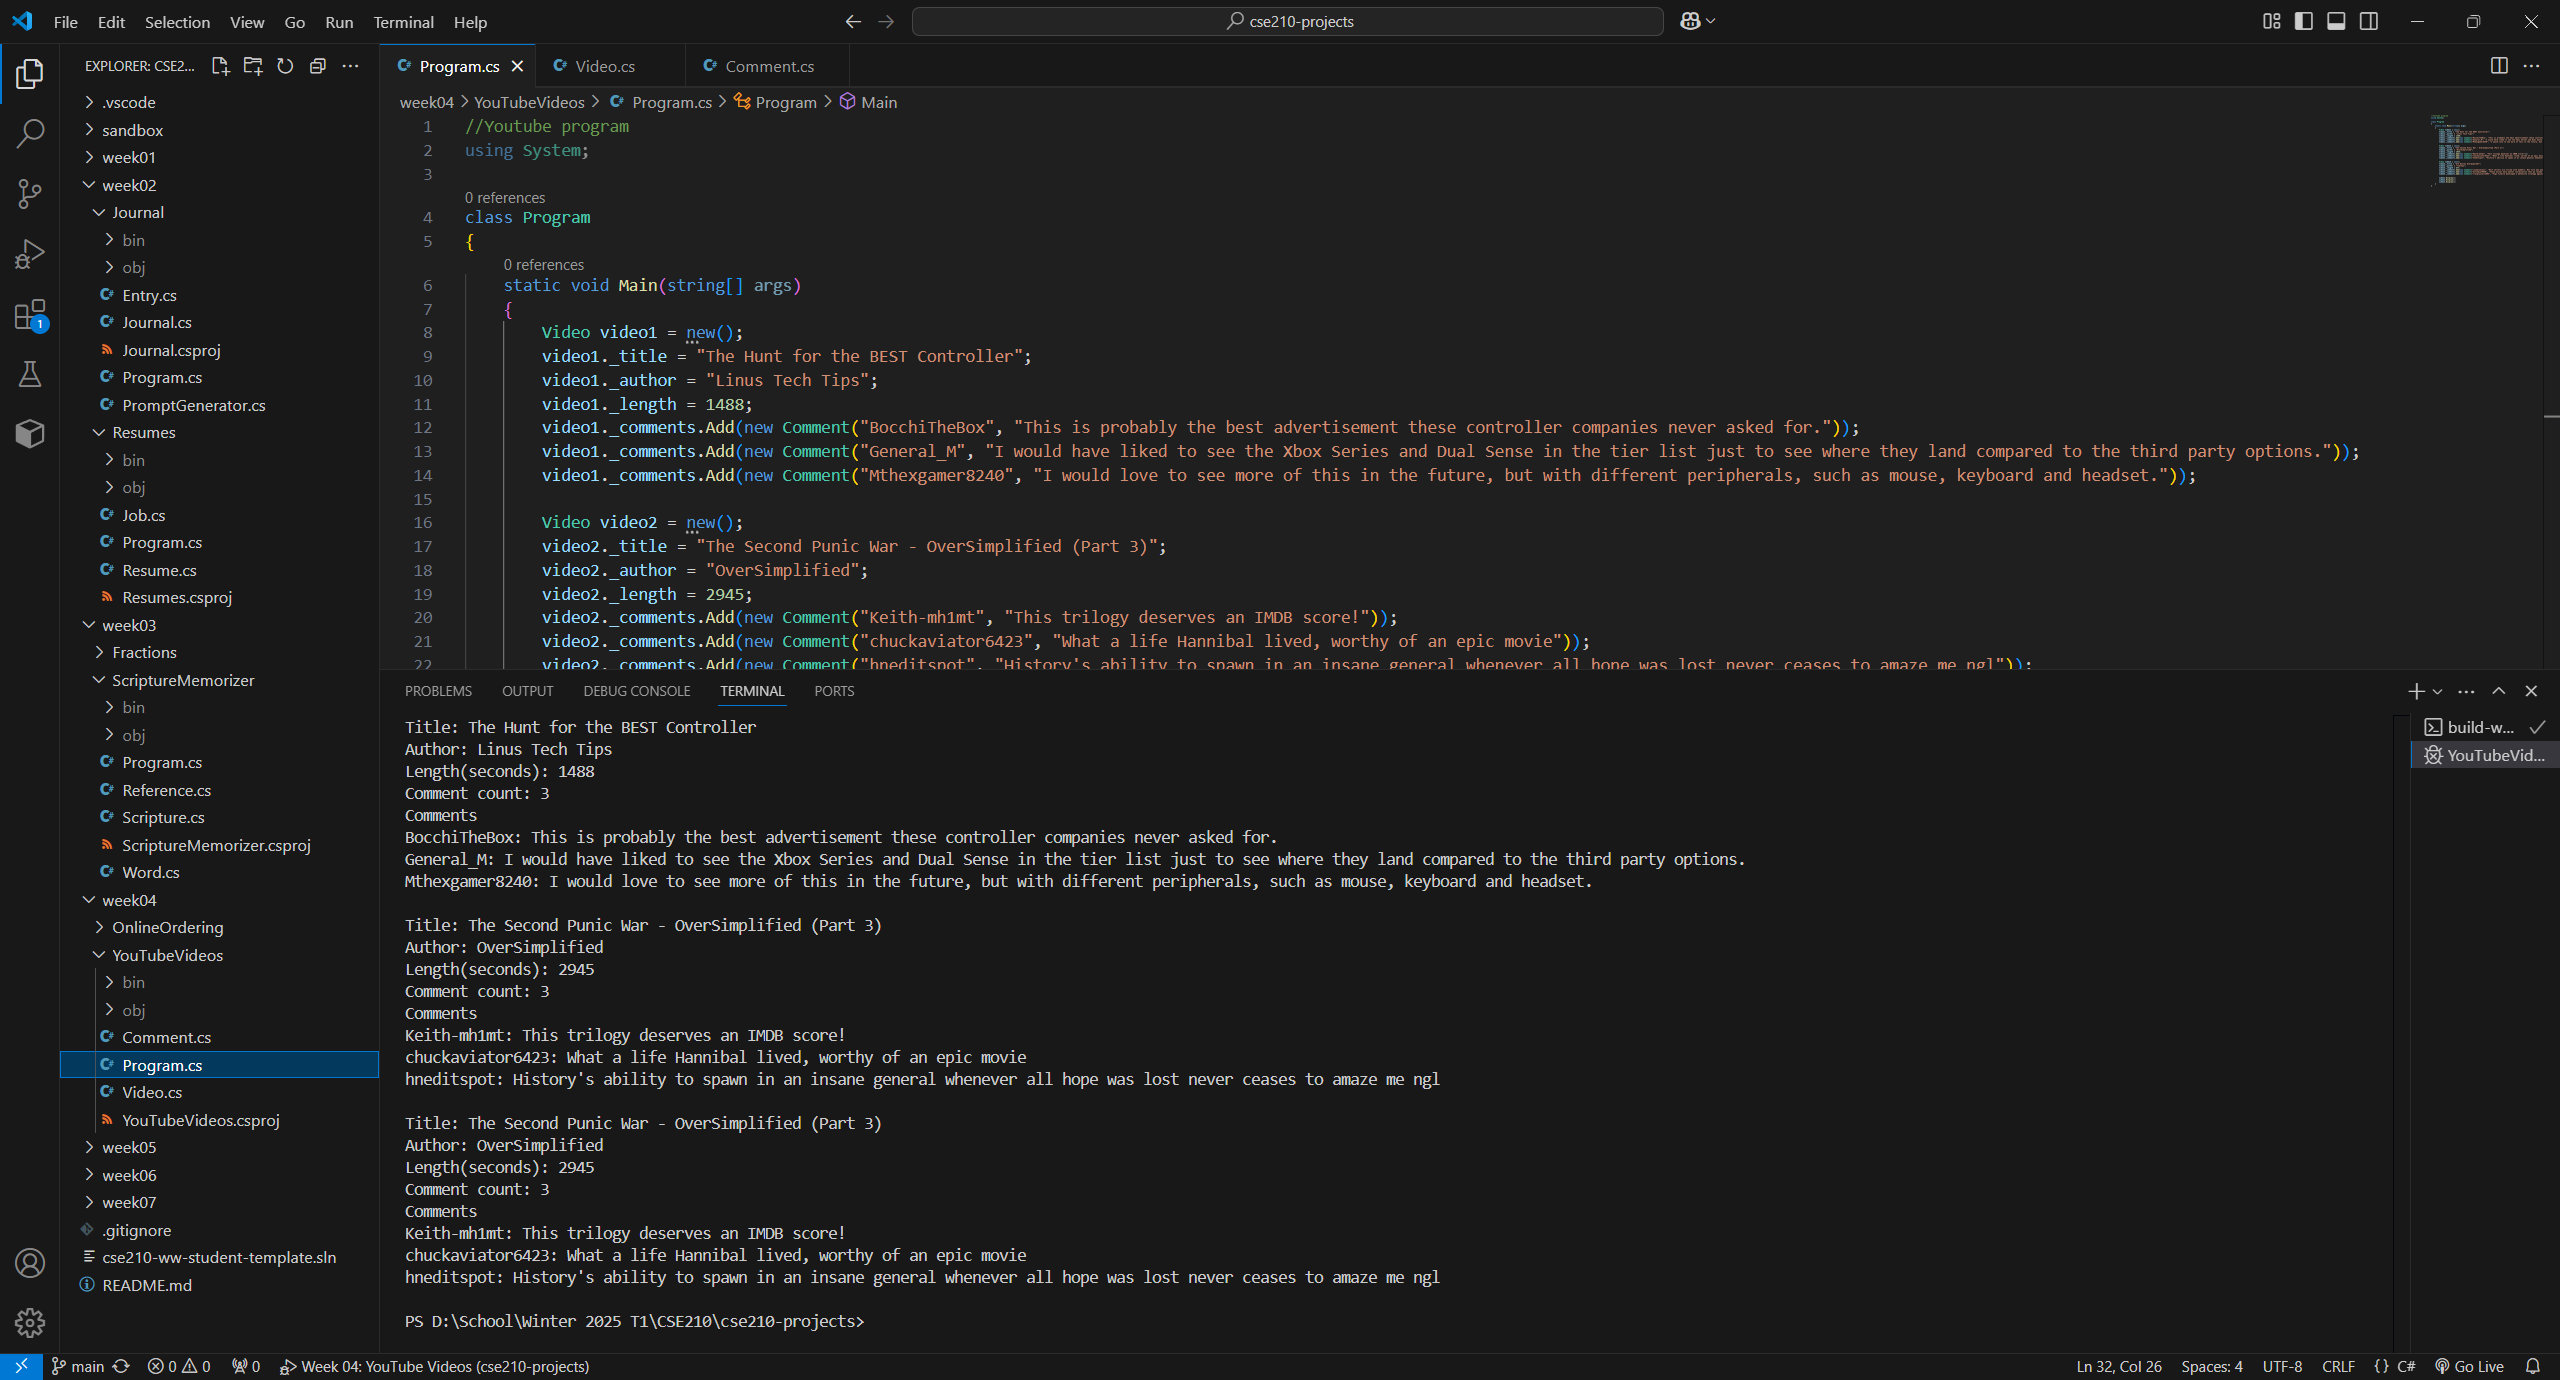 File Edit Selection View Go Run Terminal Help
cse210-projects
EXPLORER: CSE2...
.vscode
sandbox
week01
week02
Journal
bin
obj
Entry.cs
Journal.cs
Journal.csproj
Program.cs
PromptGenerator.cs
Resumes
bin
obj
Job.cs
Program.cs
Resume.cs
Resumes.csproj
week03
Fractions
ScriptureMemorizer
bin
obj
Program.cs
Reference.cs
Scripture.cs
ScriptureMemorizer.csproj
Word.cs
week04
OnlineOrdering
YouTubeVideos
bin
obj
Comment.cs
Program.cs
Video.cs
YouTubeVideos.csproj
week05
week06
week07
.gitignore
cse210-ww-student-template.sln
README.md
1
Program.cs Video.cs Comment.cs
week04 > YouTubeVideos > Program.cs > Program > Main
1 //Youtube program
2 using System;
3
0 references
4 class Program
5 {
0 references
6 static void Main(string[] args)
7 {
8 Video video1 = new();
9 video1._title = "The Hunt for the BEST Controller";
10 video1._author = "Linus Tech Tips";
11 video1._length = 1488;
12 video1._comments.Add(new Comment("BocchiTheBox", "This is probably the best advertisement these controller companies never asked for."));
13 video1._comments.Add(new Comment("General_M", "I would have liked to see the Xbox Series and Dual Sense in the tier list just to see where they land compared to the third party options."));
14 video1._comments.Add(new Comment("Mthexgamer8240", "I would love to see more of this in the future, but with different peripherals, such as mouse, keyboard and headset."));
15
16 Video video2 = new();
17 video2._title = "The Second Punic War - OverSimplified (Part 3)";
18 video2._author = "OverSimplified";
19 video2._length = 2945;
20 video2._comments.Add(new Comment("Keith-mh1mt", "This trilogy deserves an IMDB score!"));
21 video2._comments.Add(new Comment("chuckaviator6423", "What a life Hannibal lived, worthy of an epic movie"));
22 video2._comments.Add(new Comment("hneditspot", "History's ability to spawn in an insane general whenever all hope was lost never ceases to amaze me ngl"));
PROBLEMS OUTPUT DEBUG CONSOLE TERMINAL PORTS
Title: The Hunt for the BEST Controller
Author: Linus Tech Tips
Length(seconds): 1488
Comment count: 3
Comments
BocchiTheBox: This is probably the best advertisement these controller companies never asked for.
General_M: I would have liked to see the Xbox Series and Dual Sense in the tier list just to see where they land compared to the third party options.
Mthexgamer8240: I would love to see more of this in the future, but with different peripherals, such as mouse, keyboard and headset.
Title: The Second Punic War - OverSimplified (Part 3)
Author: OverSimplified
Length(seconds): 2945
Comment count: 3
Comments
Keith-mh1mt: This trilogy deserves an IMDB score!
chuckaviator6423: What a life Hannibal lived, worthy of an epic movie
hneditspot: History's ability to spawn in an insane general whenever all hope was lost never ceases to amaze me ngl
Title: The Second Punic War - OverSimplified (Part 3)
Author: OverSimplified
Length(seconds): 2945
Comment count: 3
Comments
Keith-mh1mt: This trilogy deserves an IMDB score!
chuckaviator6423: What a life Hannibal lived, worthy of an epic movie
hneditspot: History's ability to spawn in an insane general whenever all hope was lost never ceases to amaze me ngl
PS D:\School\Winter 2025 T1\CSE210\cse210-projects>
build-w...
YouTubeVid...
main 0 0 0 Week 04: YouTube Videos (cse210-projects) Ln 32, Col 26 Spaces: 4 UTF-8 CRLF {} C# Go Live